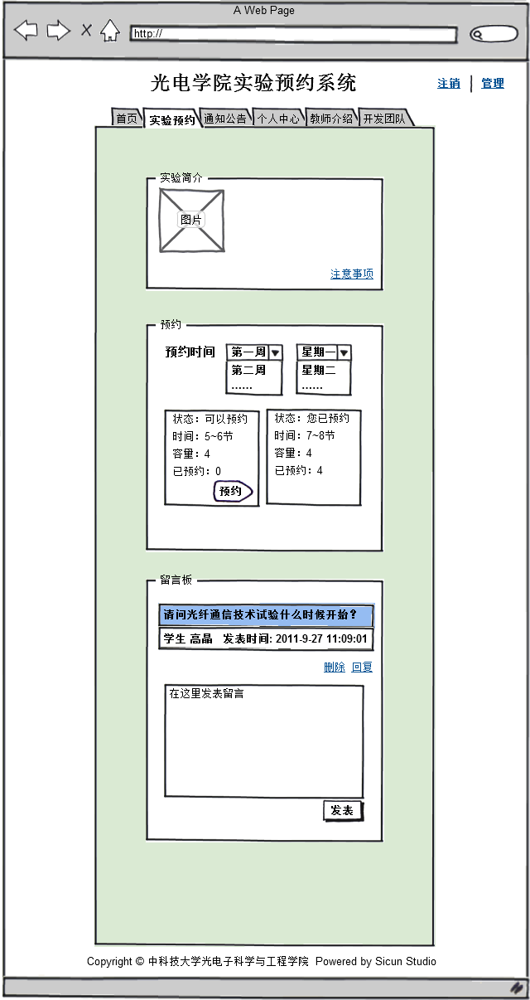 A Web Page
http://
光电学院实验预约系统
注销 | 管理
首页 实验预约 通知公告 个人中心 教师介绍 开发团队
实验简介
图片
注意事项
预约
预约时间 第一周 星期一
第二周 星期二
...... ......
状态：可以预约 状态：您已预约
时间：5~6节 时间：7~8节
容量：4 容量：4
已预约：0 已预约：4
预约
留言板
请问光纤通信技术试验什么时候开始？
学生 高晶 发表时间: 2011-9-27 11:09:01
删除 回复
在这里发表留言
发表
Copyright © 中科技大学光电子科学与工程学院 Powered by Sicun Studio